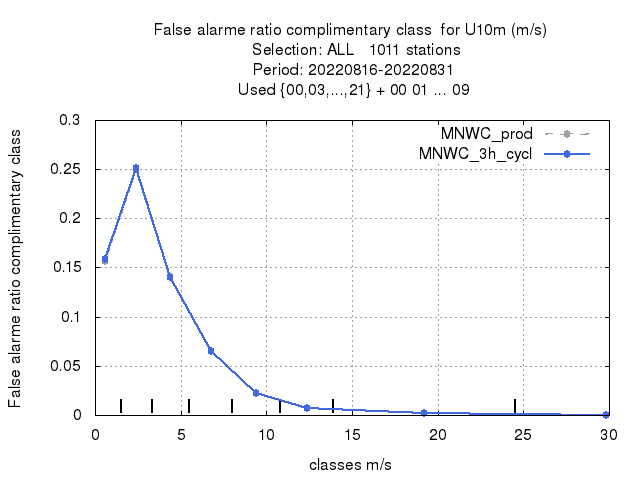 False alarme ratio complimentary class  for U10m (m/s)
Selection: ALL   1011 stations
Period: 20220816-20220831
Used {00,03,...,21} + 00 01 ... 09
False alarme ratio complimentary class
0.3
0.25
0.2
0.15
0.1
0.05
0
MNWC_prod
MNWC_3h_cycl
0 5 10 15 20 25 30
classes m/s